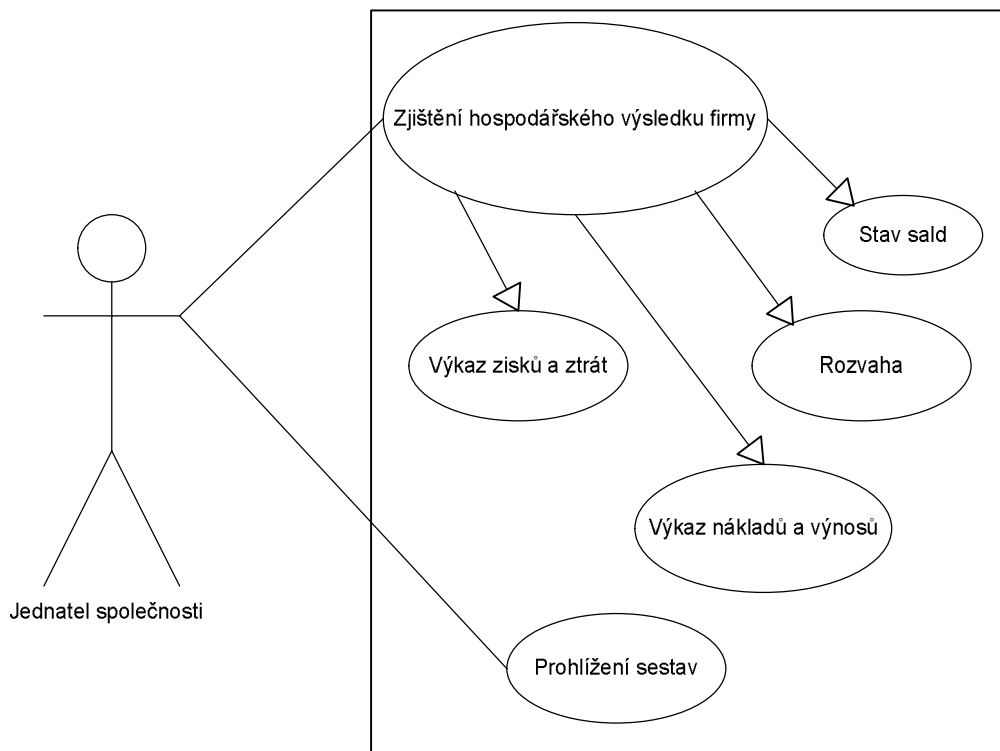 Zjištění hospodářského výsledku firmy
Stav sald
Výkaz zisků a ztrát
Rozvaha
Výkaz nákladů a výnosů
Jednatel společnosti
Prohlížení sestav